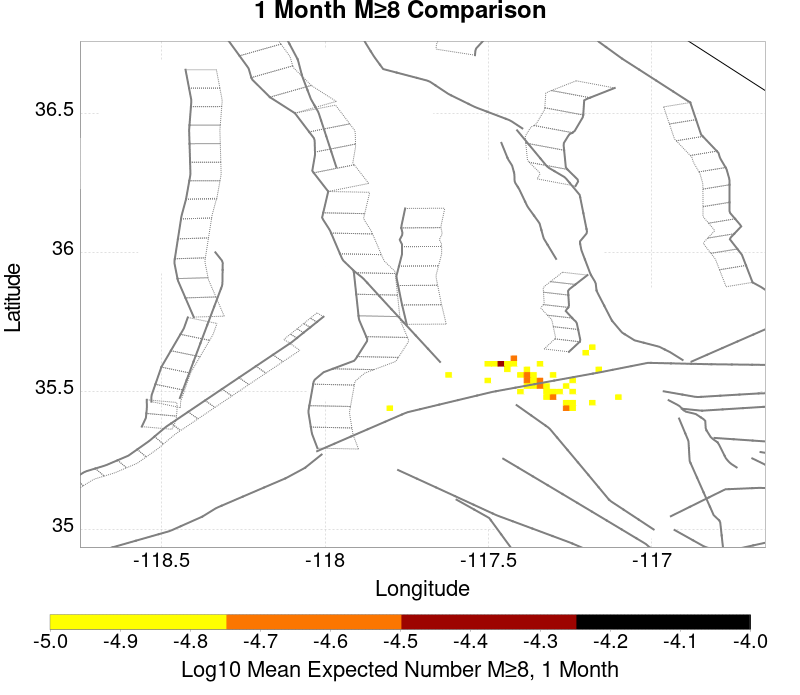 1 Month M≥8 Comparison
36.5
36
35.5
35
Latitude
-118.5 -118 -117.5 -117
Longitude
-5.0 -4.9 -4.8 -4.7 -4.6 -4.5 -4.4 -4.3 -4.2 -4.1 -4.0
Log10 Mean Expected Number M≥8, 1 Month